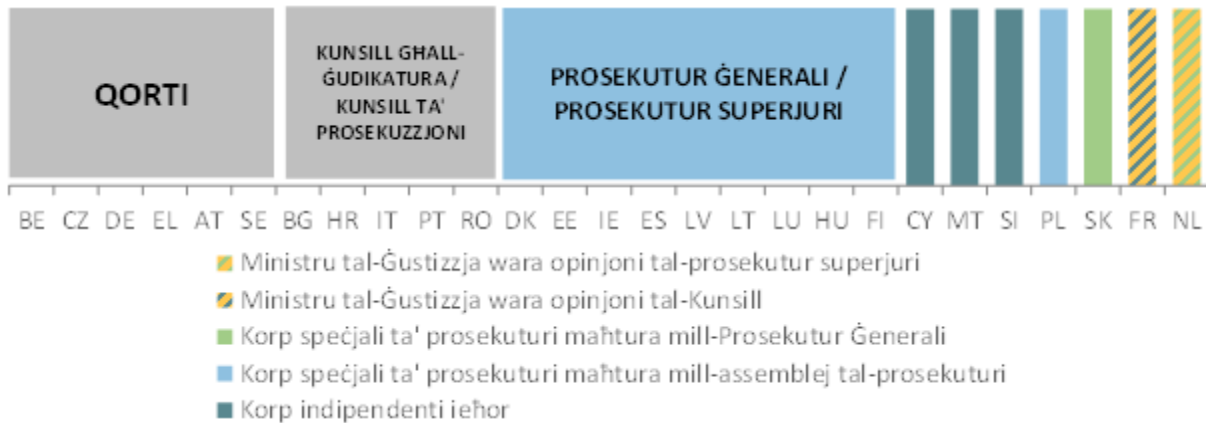 QORTI
KUNSILL GĦALL-
ĠUDIKATURA /
KUNSILL TA'
PROSEKUZZJONI
PROSEKUTUR ĠENERALI /
PROSEKUTUR SUPERJURI
BE CZ DE EL AT SE BG HR IT PT RO DK EE IE ES LV LT LU HU FI CY MT SI PL SK FR NL
Ministru tal-Ġustizzja wara opinjoni tal-prosekutur superjuri
Ministru tal-Ġustizzja wara opinjoni tal-Kunsill
Korp speċjali ta' prosekuturi maħtura mill-Prosekutur Ġenerali
Korp speċjali ta' prosekuturi maħtura mill-assemblej tal-prosekuturi
Korp indipendenti ieħor